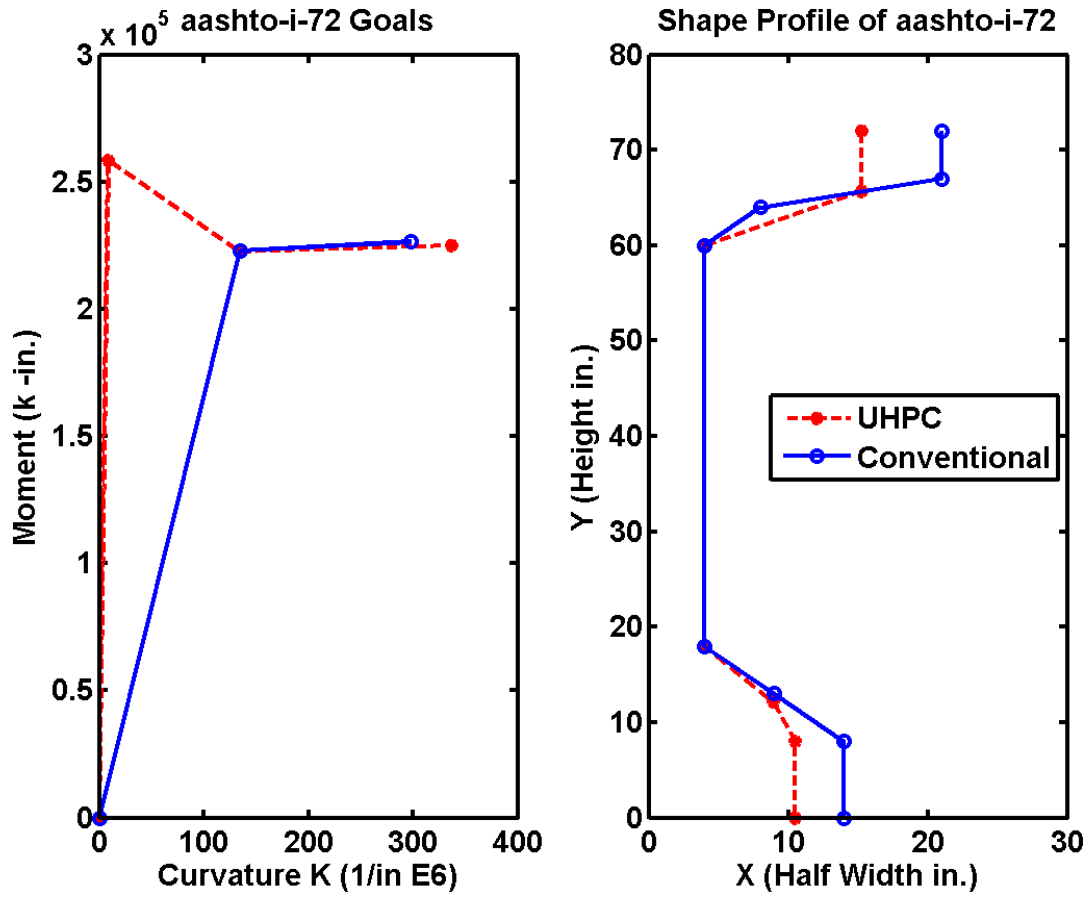 x 10^5 aashto-i-72 Goals
3
2.5
2
1.5
1
0.5
0
0 100 200 300 400
Moment (k -in.)
Curvature K (1/in E6)
Shape Profile of aashto-i-72
80
70
60
50
40
30
20
10
0
0 10 20 30
Y (Height in.)
X (Half Width in.)
UHPC
Conventional